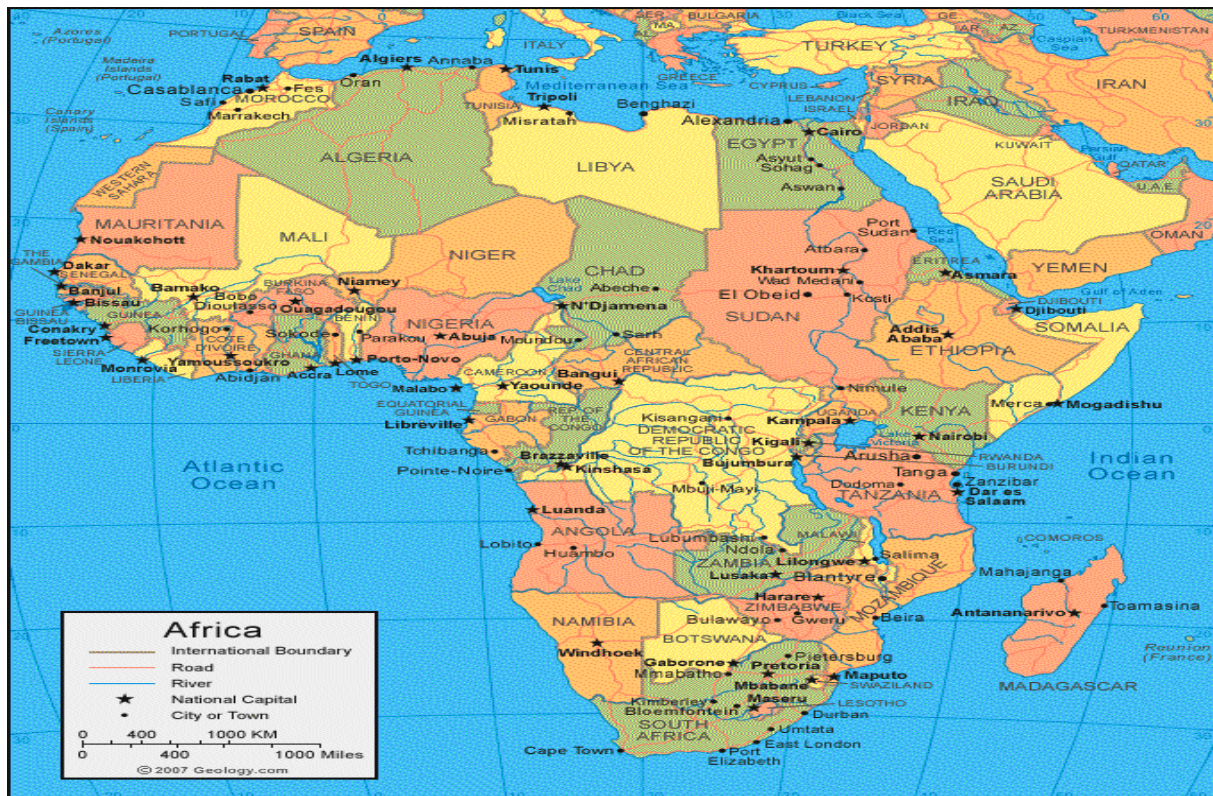 Azores
(Portugal)
PORTUGAL
SPAIN
ITALY
SER.
MA.
AL.
BULGARIA
GREECE
Black Sea
TURKEY
GE.
AR.
AZ.
Caspian
Sea
TURKMENISTAN
Madeira
Islands
(Portugal)
Canary
Islands
(Spain)
Rabat
Casablanca
Safi
Fes
MOROCCO
Marrakech
Algiers
Oran
Annaba
Tunis
TUNISIA
Mediterranean Sea
Tripoli
Misratah
Benghazi
CYPRUS
LEBANON
ISRAEL
SYRIA
IRAQ
IRAN
JORDAN
KUWAIT
Persian
Gulf
QATAR
U.A.E.
SAUDI
ARABIA
OMAN
YEMEN
Gulf of Aden
Red
Sea
Alexandria
Cairo
EGYPT
Asyut
Sohag
Aswan
ALGERIA
LIBYA
WESTERN
SAHARA
MAURITANIA
Nouakchott
MALI
NIGER
CHAD
Lake
Chad
Abeche
N'Djamena
Port
Sudan
Atbara
Khartoum
Wad Medani
El Obeid
Kosti
SUDAN
ERITREA
Asmara
DJIBOUTI
Djibouti
SOMALIA
Addis
Ababa
ETHIOPIA
THE
GAMBIA
Dakar
SENEGAL
Banjul
Bissau
GUINEA
BISSAU
GUINEA
Conakry
Freetown
SIERRA
LEONE
Monrovia
LIBERIA
Bamako
Bobo
Dioulasso
BURKINA
FASO
Ouagadougou
Niamey
BENIN
Korhogo
COTE
D'IVOIRE
Yamoussoukro
Abidjan
GHANA
Accra
Sokode
Lome
TOGO
Parakou
Porto-Novo
NIGERIA
Abuja
Moundou
Sarh
CENTRAL
AFRICAN
REPUBLIC
Bangui
CAMEROON
Yaounde
Malabo
EQUATORIAL
GUINEA
Libreville
GABON
REP OF
THE
CONGO
Tchibanga
Pointe-Noire
Brazzaville
Kinshasa
Kisangani
DEMOCRATIC
REPUBLIC
OF THE CONGO
Mbuji-Mayi
Nimule
UGANDA
Kampala
KENYA
Nairobi
Lake
Victoria
Merca
Mogadishu
Kigali
Bujumbura
RWANDA
BURUNDI
Arusha
Tanga
Zanzibar
Dodoma
TANZANIA
Dar es
Salaam
Atlantic
Ocean
Indian
Ocean
Luanda
ANGOLA
Lobito
Huambo
Lubumbashi
Ndola
ZAMBIA
Lusaka
MALAWI
Lilongwe
Salima
Blantyre
MOZAMBIQUE
COMOROS
Mahajanga
Antananarivo
Toamasina
MADAGASCAR
Reunion
(France)
Harare
ZIMBABWE
Bulawayo
Gweru
Beira
NAMIBIA
Windhoek
BOTSWANA
Gaborone
Mmabatho
Pietersburg
Pretoria
Maputo
Mbabane
SWAZILAND
Maseru
LESOTHO
Kimberley
Bloemfontein
SOUTH
AFRICA
Durban
Umtata
East London
Port
Elizabeth
Cape Town
Africa
International Boundary
Road
River
National Capital
City or Town
0 400 1000 KM
0 400 1000 Miles
© 2007 Geology.com